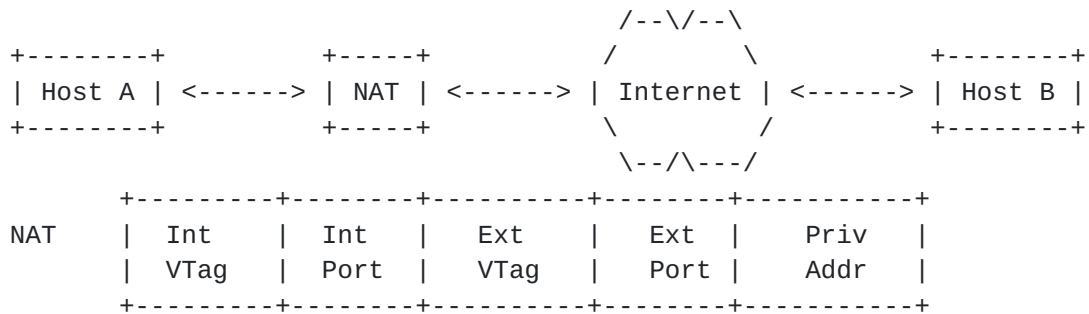 /--\/--\
+--------+ +-----+ / \ +--------+
| Host A | <------> | NAT | <------> | Internet | <------> | Host B |
+--------+ +-----+ \ / +--------+
\--/\---/
+---------+--------+----------+--------+-----------+
NAT | Int | Int | Ext | Ext | Priv |
| VTag | Port | VTag | Port | Addr |
+---------+--------+----------+--------+-----------+